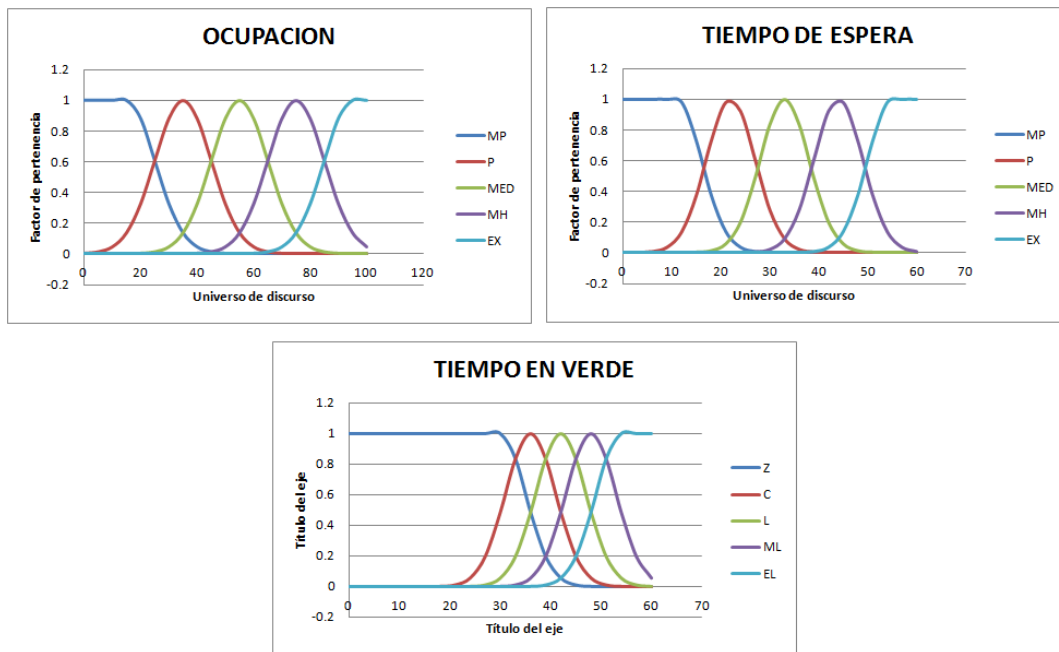 OCUPACION
1.2
1
0.8
0.6
0.4
0.2
0
-0.2
Factor de pertenencia
0 20 40 60 80 100 120
Universo de discurso
MP
P
MED
MH
EX
TIEMPO DE ESPERA
1.2
1
0.8
0.6
0.4
0.2
0
-0.2
Factor de pertenencia
0 10 20 30 40 50 60 70
Universo de discurso
MP
P
MED
MH
EX
TIEMPO EN VERDE
1.2
1
0.8
0.6
0.4
0.2
0
-0.2
Título del eje
0 10 20 30 40 50 60 70
Título del eje
Z
C
L
ML
EL